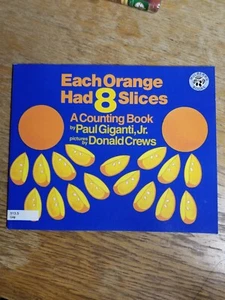 Each Orange
Had 8 Slices
A Counting Book
by Paul Giganti, Jr.
pictures by Donald Crews